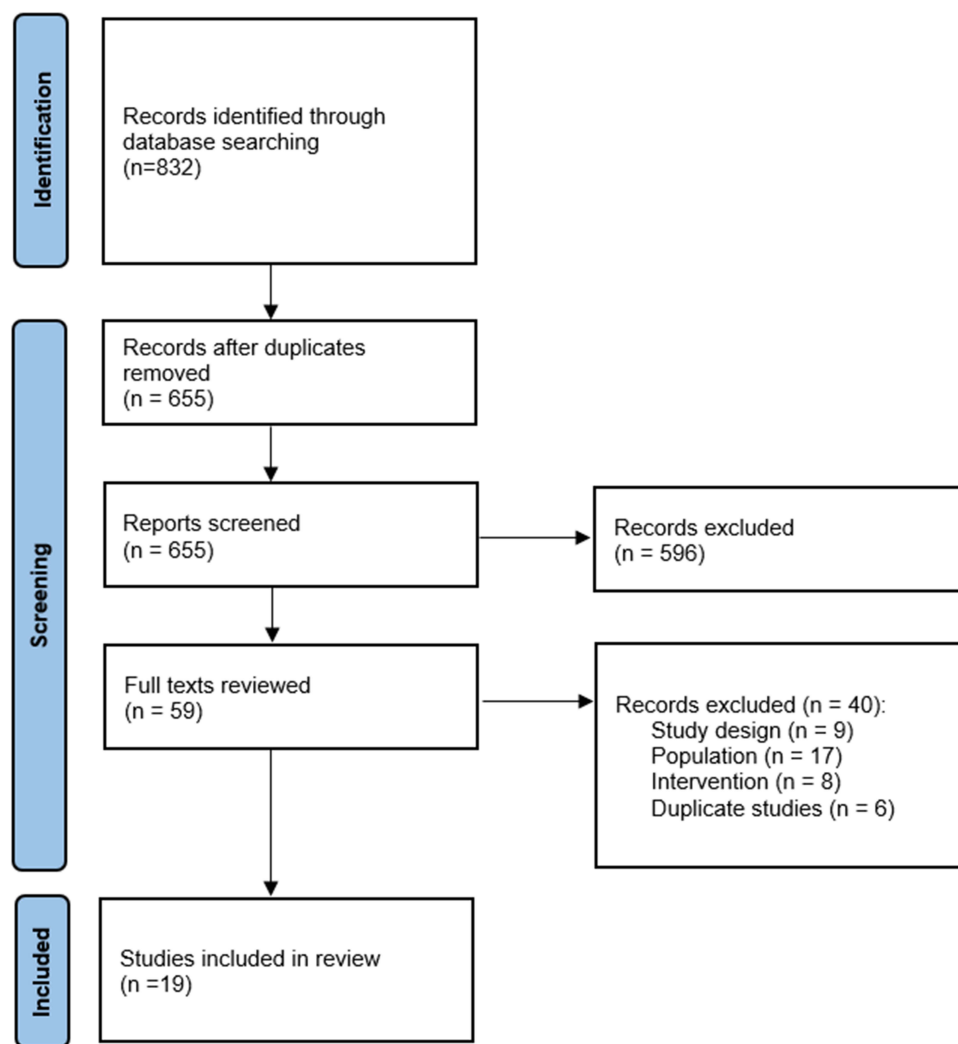 Identification
Records identified through
database searching
(n=832)
Screening
Records after duplicates
removed
(n = 655)
Reports screened
(n = 655)
Records excluded
(n = 596)
Full texts reviewed
(n = 59)
Records excluded (n = 40):
Study design (n = 9)
Population (n = 17)
Intervention (n = 8)
Duplicate studies (n = 6)
Included
Studies included in review
(n =19)